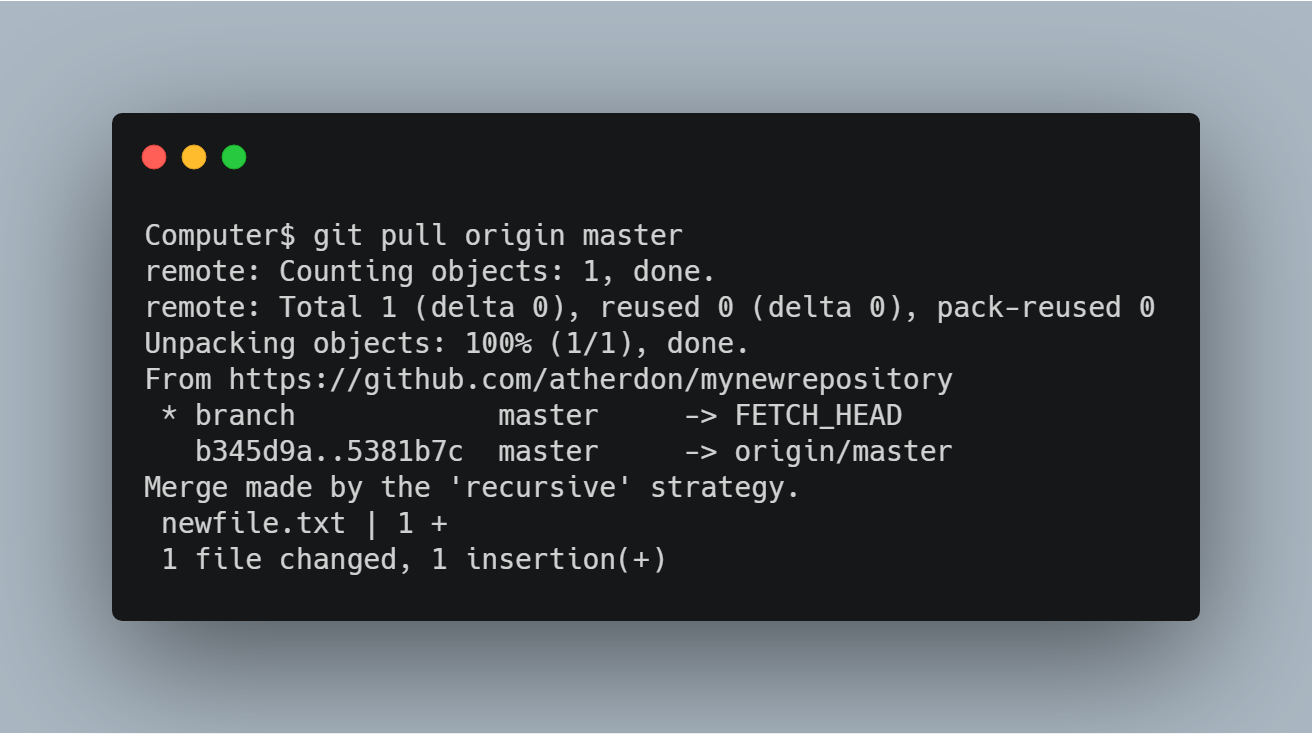 Computer$ git pull origin master
remote: Counting objects: 1, done.
remote: Total 1 (delta 0), reused 0 (delta 0), pack-reused 0
Unpacking objects: 100% (1/1), done.
From https://github.com/atherdon/mynewrepository
 * branch            master     -> FETCH_HEAD
   b345d9a..5381b7c  master     -> origin/master
Merge made by the 'recursive' strategy.
 newfile.txt | 1 +
 1 file changed, 1 insertion(+)